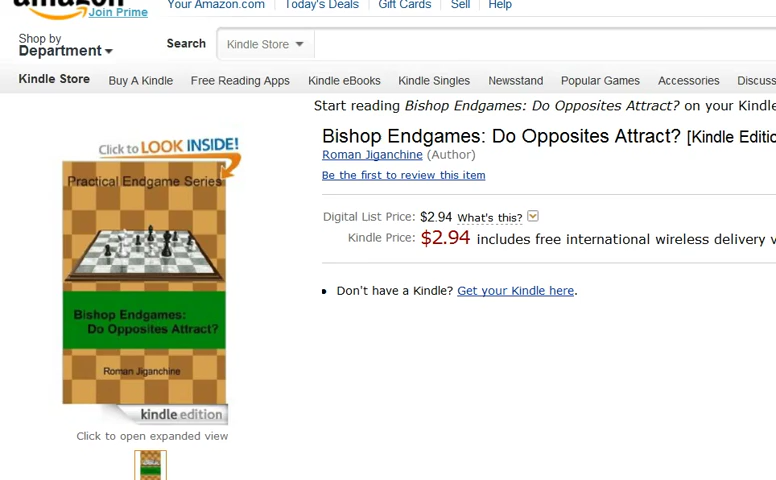 amazon
Join Prime
Your Amazon.com
Today's Deals
Gift Cards
Sell
Help
Shop by
Department
Search
Kindle Store
Kindle Store
Buy A Kindle
Free Reading Apps
Kindle eBooks
Kindle Singles
Newsstand
Popular Games
Accessories
Discuss
Start reading Bishop Endgames: Do Opposites Attract? on your Kindle
Bishop Endgames: Do Opposites Attract? [Kindle Editio
Roman Jiganchine (Author)
Be the first to review this item
Digital List Price: $2.94 What's this?
Kindle Price: $2.94 includes free international wireless delivery v
Don't have a Kindle? Get your Kindle here.
Click to LOOK INSIDE!
Practical Endgame Series
Bishop Endgames:
Do Opposites Attract?
Roman Jiganchine
kindle edition
Click to open expanded view